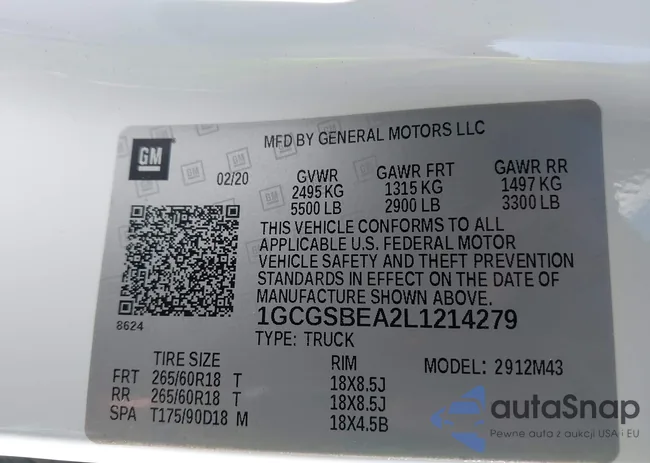 MFD BY GENERAL MOTORS LLC
GM
02/20
GVWR GAWR FRT GAWR RR
2495 KG 1315 KG 1497 KG
5500 LB 2900 LB 3300 LB
THIS VEHICLE CONFORMS TO ALL
APPLICABLE U.S. FEDERAL MOTOR
VEHICLE SAFETY AND THEFT PREVENTION
STANDARDS IN EFFECT ON THE DATE OF
MANUFACTURE SHOWN ABOVE.
8624
1GCGSBEA2L1214279
TYPE: TRUCK
TIRE SIZE RIM MODEL: 2912M43
FRT 265/60R18 T 18X8.5J
RR 265/60R18 T 18X8.5J
SPA T175/90D18 M 18X4.5B
autaSnap
Pewne auta z aukcji USA i EU